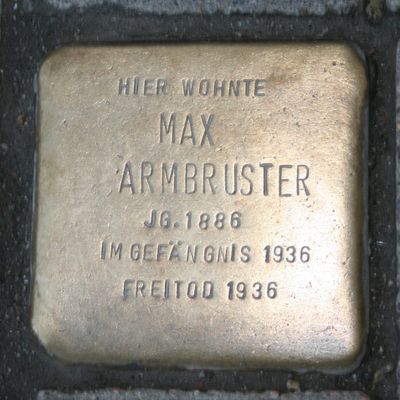 HIER WOHNTE
MAX
ARMBRUSTER
JG. 1886
IM GEFÄNGNIS 1936
FREITOD 1936